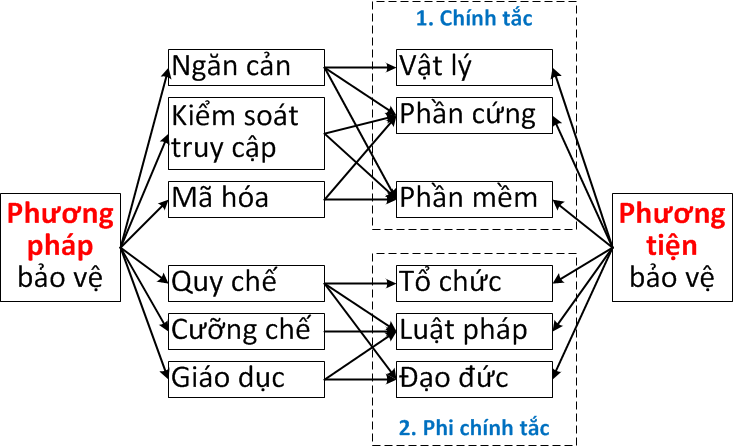 1. Chính tắc
Ngăn cản
Vật lý
Kiểm soát
truy cập
Phần cứng
Mã hóa
Phần mềm
Phương
pháp
bảo vệ
Phương
tiện
bảo vệ
Quy chế
Tổ chức
Cưỡng chế
Luật pháp
Giáo dục
Đạo đức
2. Phi chính tắc